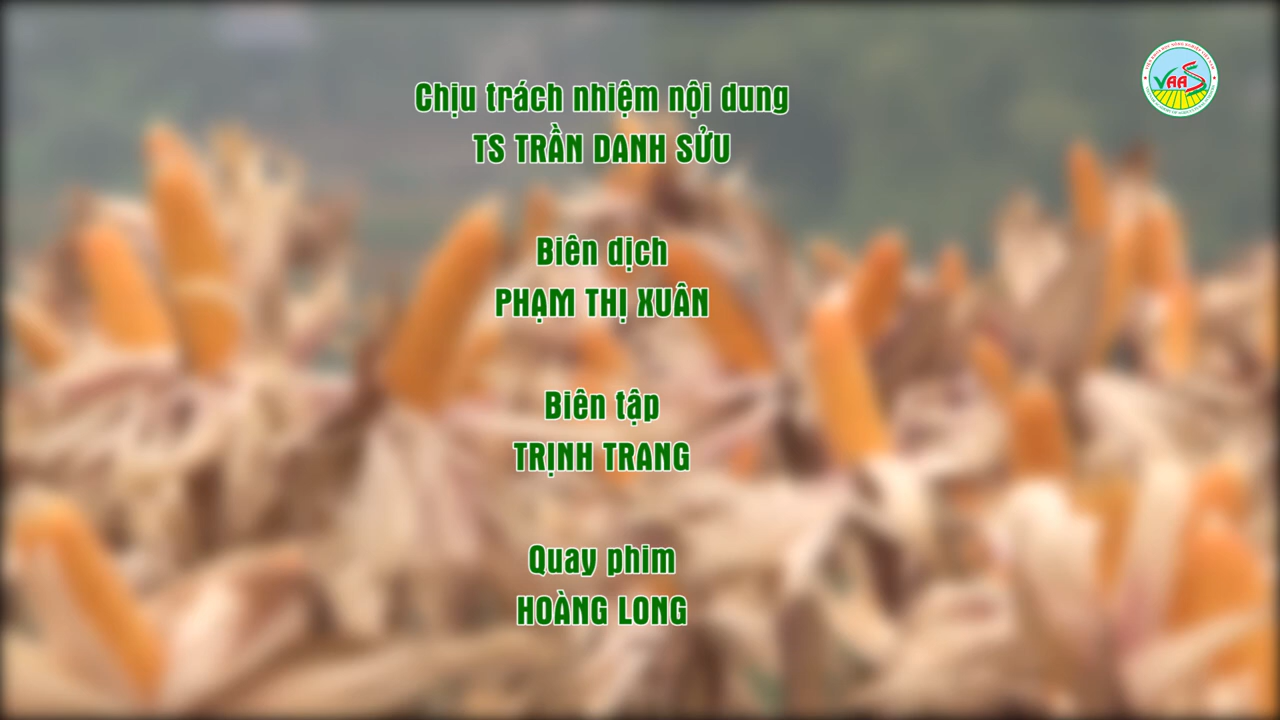 Chịu trách nhiệm nội dung
TS TRẦN DANH SỬU
Biên dịch
PHẠM THỊ XUÂN
Biên tập
TRỊNH TRANG
Quay phim
HOÀNG LONG
VAAS